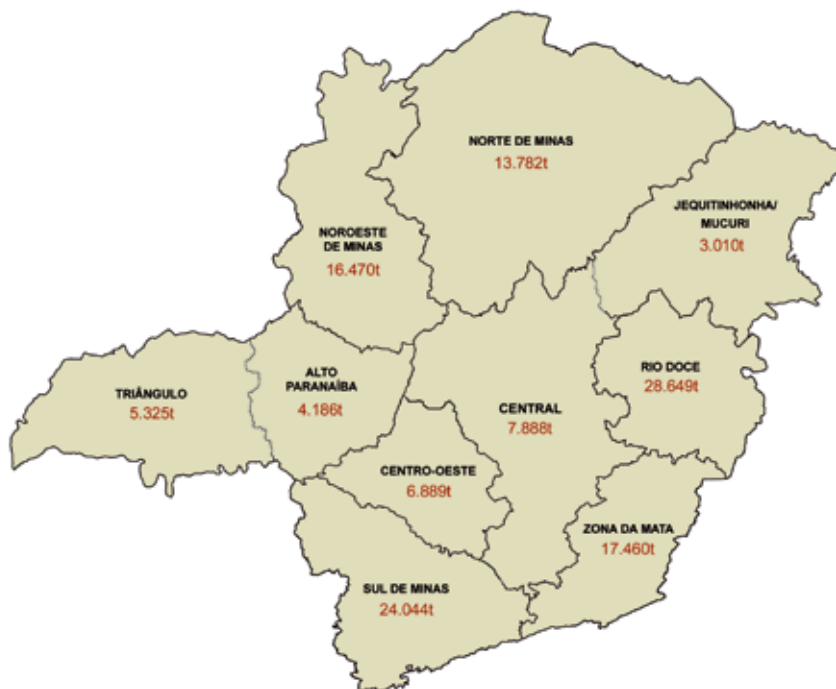 NORTE DE MINAS
13.782t
JEQUITINHONHA/
MUCURI
3.010t
NOROESTE
DE MINAS
16.470t
RIO DOCE
28.649t
ALTO
PARANAÍBA
4.186t
TRIÂNGULO
5.325t
CENTRAL
7.888t
CENTRO-OESTE
6.889t
ZONA DA MATA
17.460t
SUL DE MINAS
24.044t